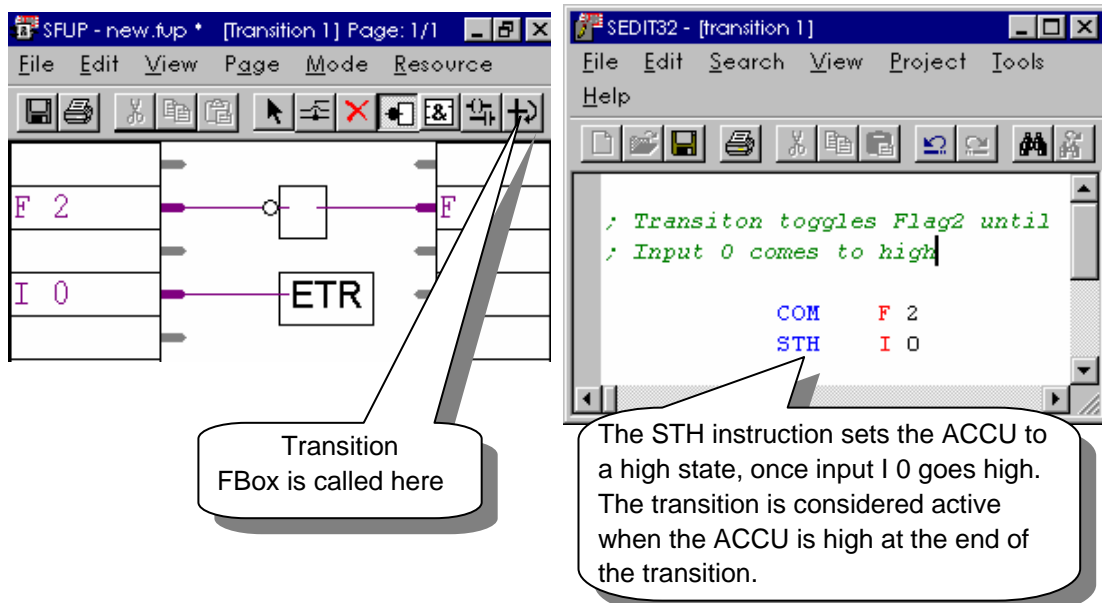 SFUP - new.fup * [Transition 1] Page: 1/1
File Edit View Page Mode Resource
F 2
F
I 0
ETR
Transition
FBox is called here
SEDIT32 - [transition 1]
File Edit Search View Project Tools
Help
; Transiton toggles Flag2 until
; Input 0 comes to high
COM F 2
STH I 0
The STH instruction sets the ACCU to
a high state, once input I 0 goes high.
The transition is considered active
when the ACCU is high at the end of
the transition.